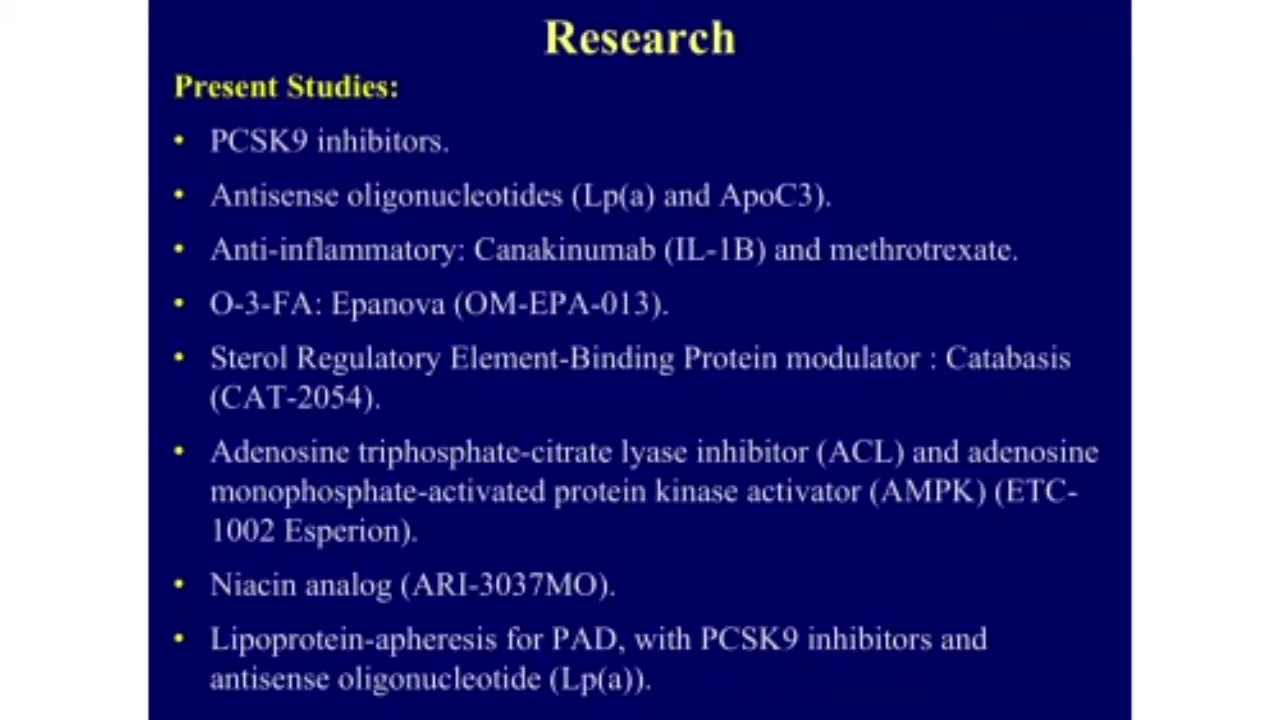 Research
Present Studies:
• PCSK9 inhibitors.
• Antisense oligonucleotides (Lp(a) and ApoC3).
• Anti-inflammatory: Canakinumab (IL-1B) and methrotrexate.
• O-3-FA: Epanova (OM-EPA-013).
• Sterol Regulatory Element-Binding Protein modulator : Catabasis
(CAT-2054).
• Adenosine triphosphate-citrate lyase inhibitor (ACL) and adenosine
monophosphate-activated protein kinase activator (AMPK) (ETC-
1002 Esperion).
• Niacin analog (ARI-3037MO).
• Lipoprotein-apheresis for PAD, with PCSK9 inhibitors and
antisense oligonucleotide (Lp(a)).